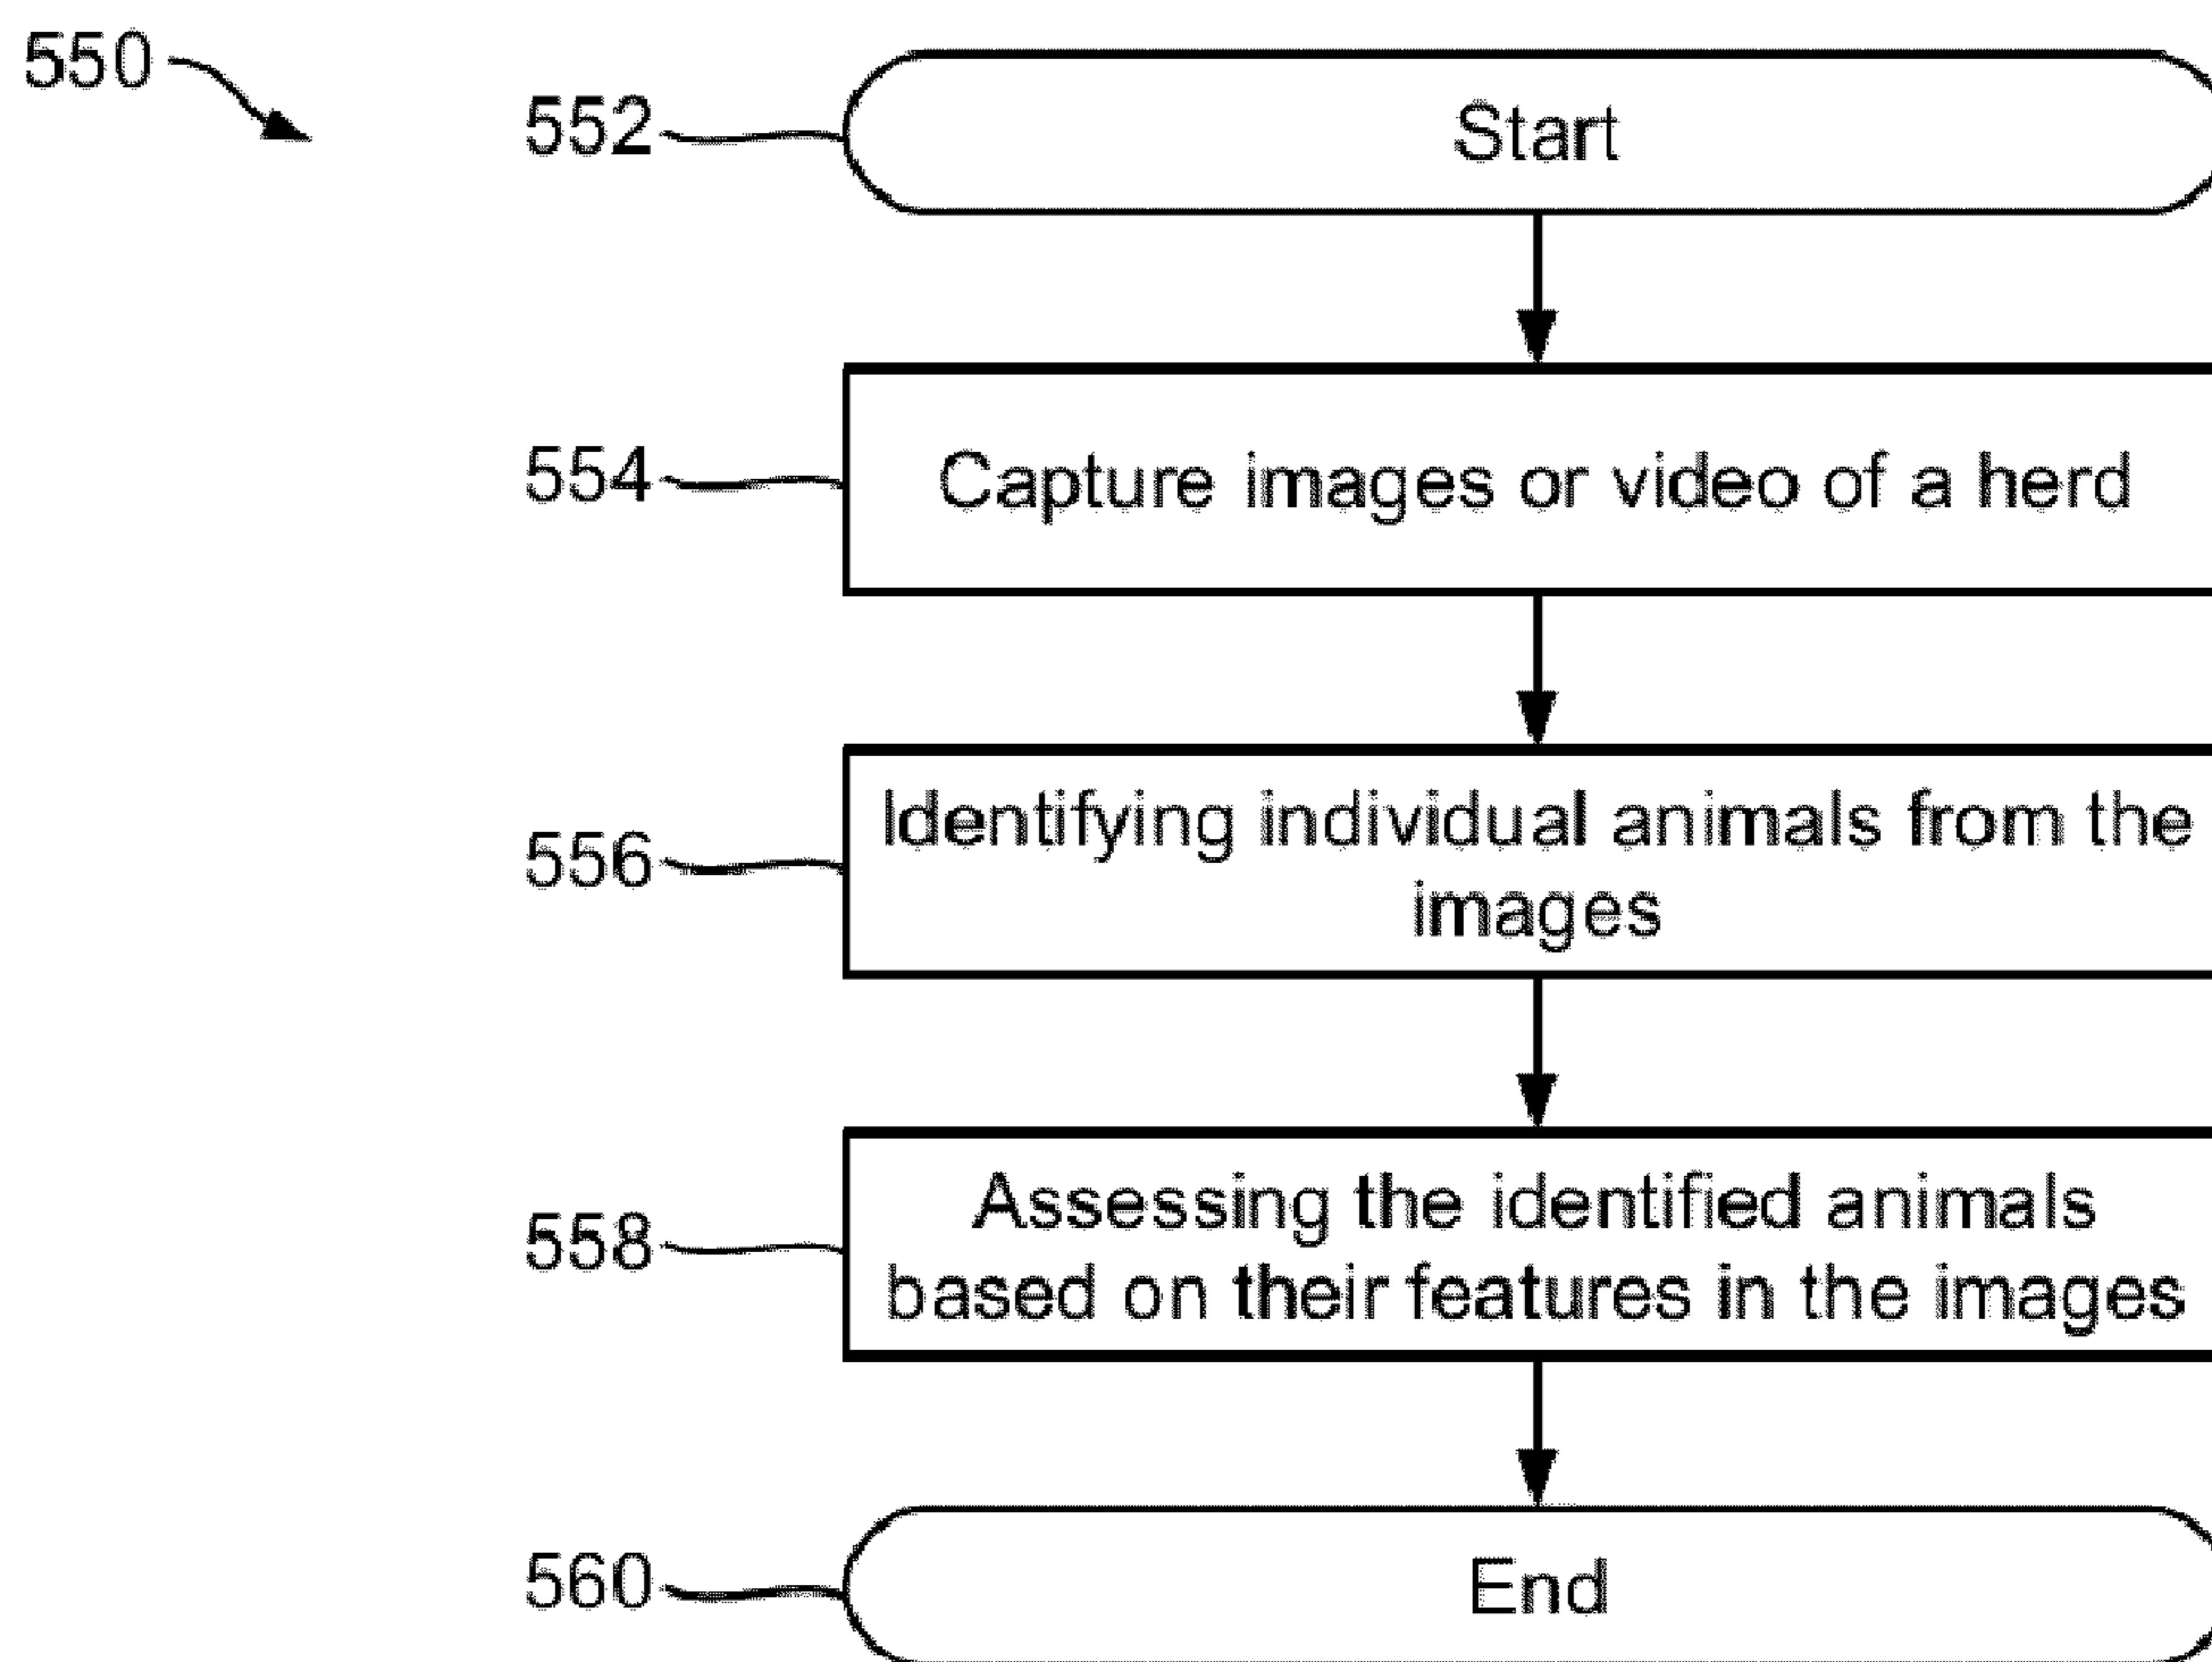 550
552 Start
554 Capture images or video of a herd
556 Identifying individual animals from the
images
558 Assessing the identified animals
based on their features in the images
560 End